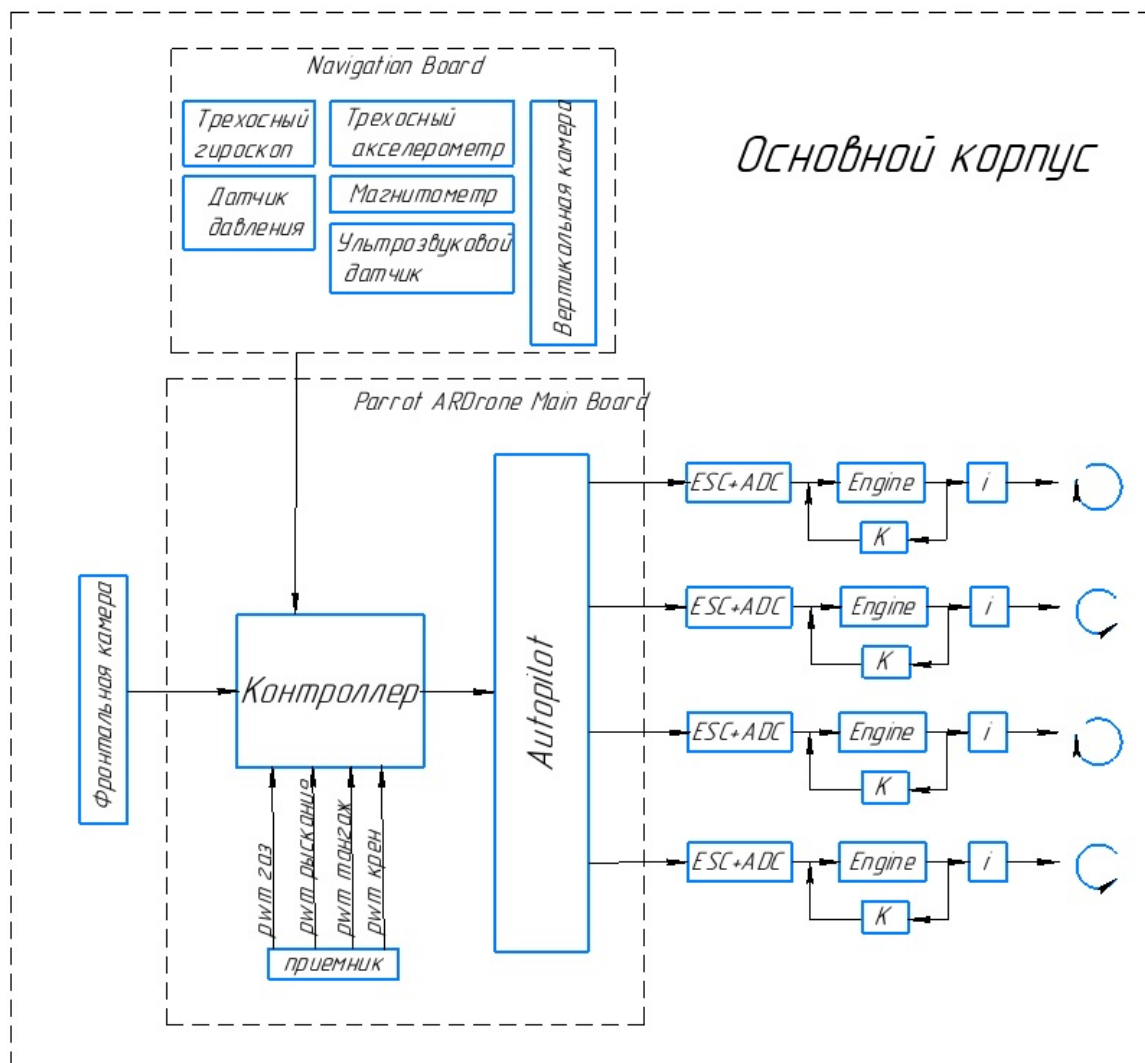 Navigation Board
Трехосный
гироскоп
Трехосный
акселерометр
Вертикальная камера
Датчик
давления
Магнитометр
Ультрозвуковой
датчик
Основной корпус
Parrot ARDrone Main Board
Фронтальная камера
Контроллер
Autopilot
pwm газ
pwm рыскания
pwm тангаж
pwm крен
приемник
ESC+ADC
Engine
i
K
ESC+ADC
Engine
i
K
ESC+ADC
Engine
i
K
ESC+ADC
Engine
i
K